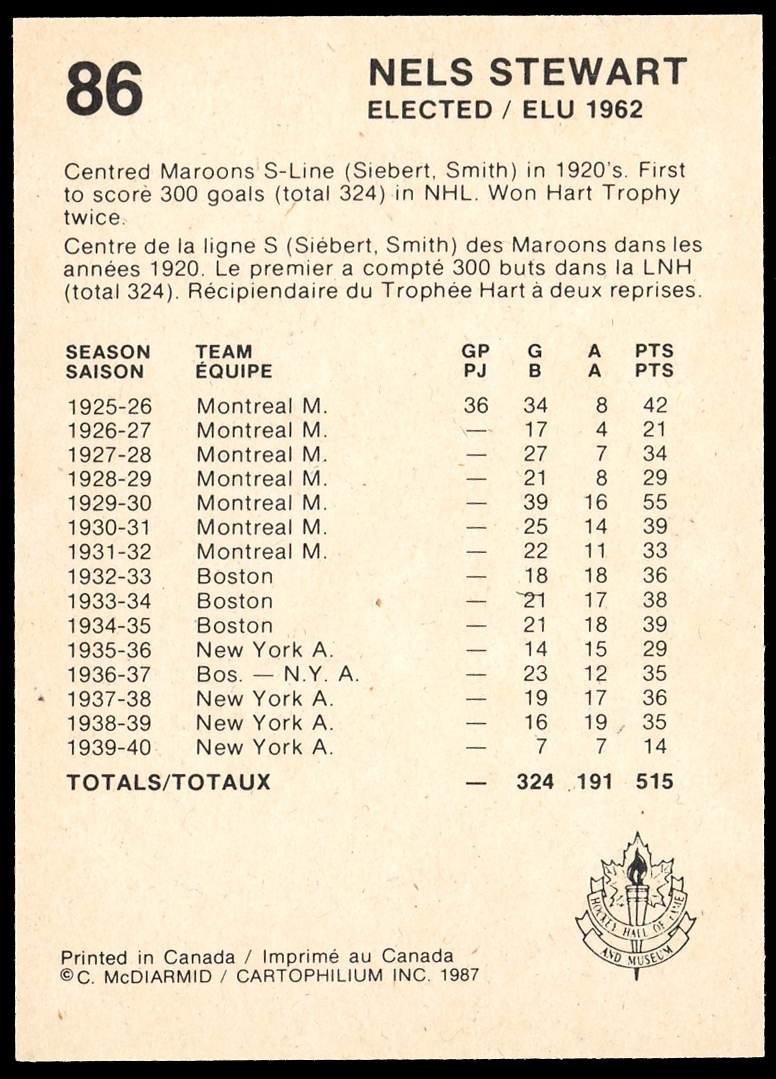 86
NELS STEWART
ELECTED / ELU 1962
Centred Maroons S-Line (Siebert, Smith) in 1920's. First
to score 300 goals (total 324) in NHL. Won Hart Trophy
twice.
Centre de la ligne S (Siébert, Smith) des Maroons dans les
années 1920. Le premier a compté 300 buts dans la LNH
(total 324). Récipiendaire du Trophée Hart à deux reprises.
SEASON TEAM GP G A PTS
SAISON ÉQUIPE PJ B A PTS
1925-26 Montreal M. 36 34 8 42
1926-27 Montreal M. — 17 4 21
1927-28 Montreal M. — 27 7 34
1928-29 Montreal M. — 21 8 29
1929-30 Montreal M. — 39 16 55
1930-31 Montreal M. — 25 14 39
1931-32 Montreal M. — 22 11 33
1932-33 Boston — 18 18 36
1933-34 Boston — 21 17 38
1934-35 Boston — 21 18 39
1935-36 New York A. — 14 15 29
1936-37 Bos. — N.Y. A. — 23 12 35
1937-38 New York A. — 19 17 36
1938-39 New York A. — 16 19 35
1939-40 New York A. — 7 7 14
TOTALS/TOTAUX — 324 191 515
HOCKEY HALL OF FAME
AND MUSEUM
Printed in Canada / Imprimé au Canada
©C. McDIARMID / CARTOPHILIUM INC. 1987